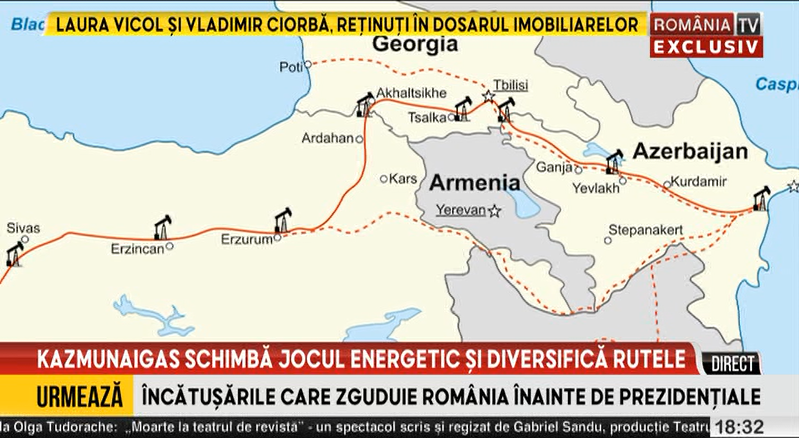 LAURA VICOL ȘI VLADIMIR CIORBĂ, REȚINUȚI ÎN DOSARUL IMOBILIARELOR
ROMÂNIA TV
EXCLUSIV
Blac
Georgia
Poti
Tbilisi
Casp
Akhaltsikhe
Tsalka
Ardahan
Azerbaijan
Ganja
Kars
Armenia
Yevlakh
Kurdamir
Yerevan
Sivas
Stepanakert
Erzurum
Erzincan
KAZMUNAIGAS SCHIMBĂ JOCUL ENERGETIC ȘI DIVERSIFICĂ RUTELE
DIRECT
URMEAZĂ
ÎNCĂTUȘĂRILE CARE ZGUDUIE ROMÂNIA ÎNAINTE DE PREZIDENȚIALE
la Olga Tudorache: „Moarte la teatrul de revistă" - un spectacol scris și regizat de Gabriel Sandu, producție Teatru
18:32